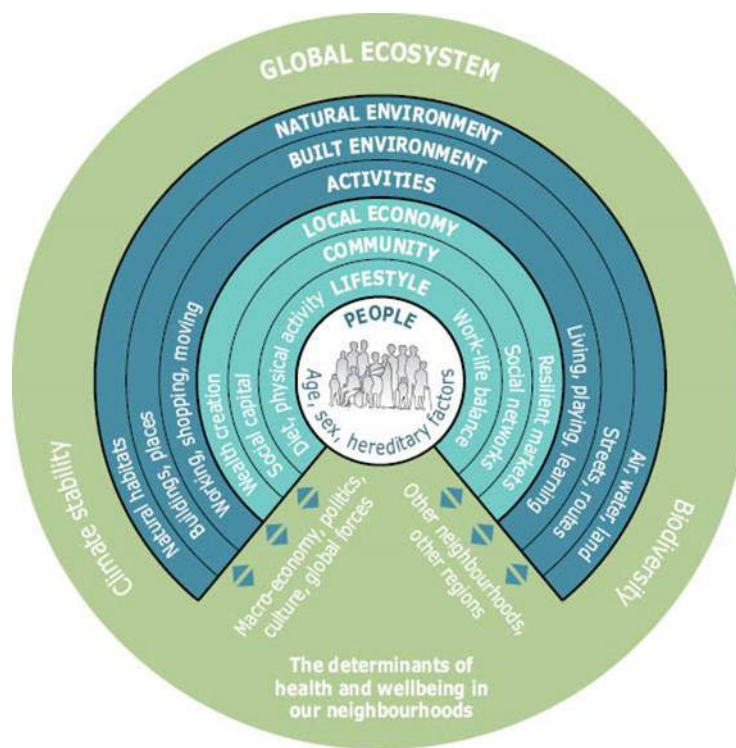 GLOBAL ECOSYSTEM
NATURAL ENVIRONMENT
BUILT ENVIRONMENT
ACTIVITIES
LOCAL ECONOMY
COMMUNITY
LIFESTYLE
PEOPLE
Age, sex, hereditary factors
Diet, physical activity
Work-life balance
Social capital
Social networks
Wealth creation
Resilient markets
Working, shopping, moving
Living, playing, learning
Buildings, places
Streets, routes
Natural habitats
Air, water, land
Climate stability
Biodiversity
Macro-economy, politics,
culture, global forces
Other neighbourhoods,
other regions
The determinants of
health and wellbeing in
our neighbourhoods